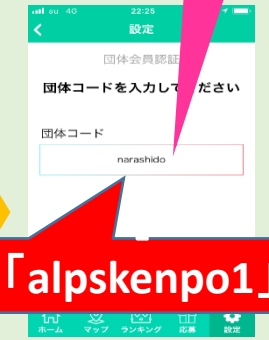 au 4G 22:25
設定
団体会員認証
団体コードを入力してください
団体コード
narashido
「alpskenpo1」
ホーム マップ ランキング 応募 設定